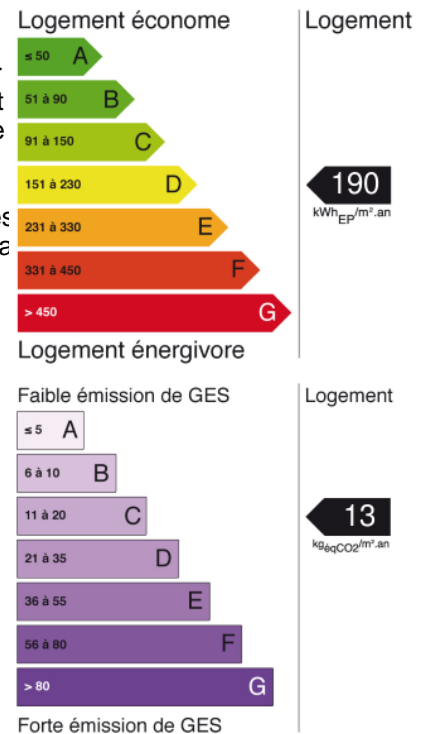 Logement économe
Logement
≤ 50 A
51 à 90 B
91 à 150 C
151 à 230 D
190
kWhEP/m².an
231 à 330 E
331 à 450 F
> 450 G
Logement énergivore
Faible émission de GES
Logement
≤ 5 A
6 à 10 B
11 à 20 C
13
kgéqCO2/m².an
21 à 35 D
36 à 55 E
56 à 80 F
> 80 G
Forte émission de GES